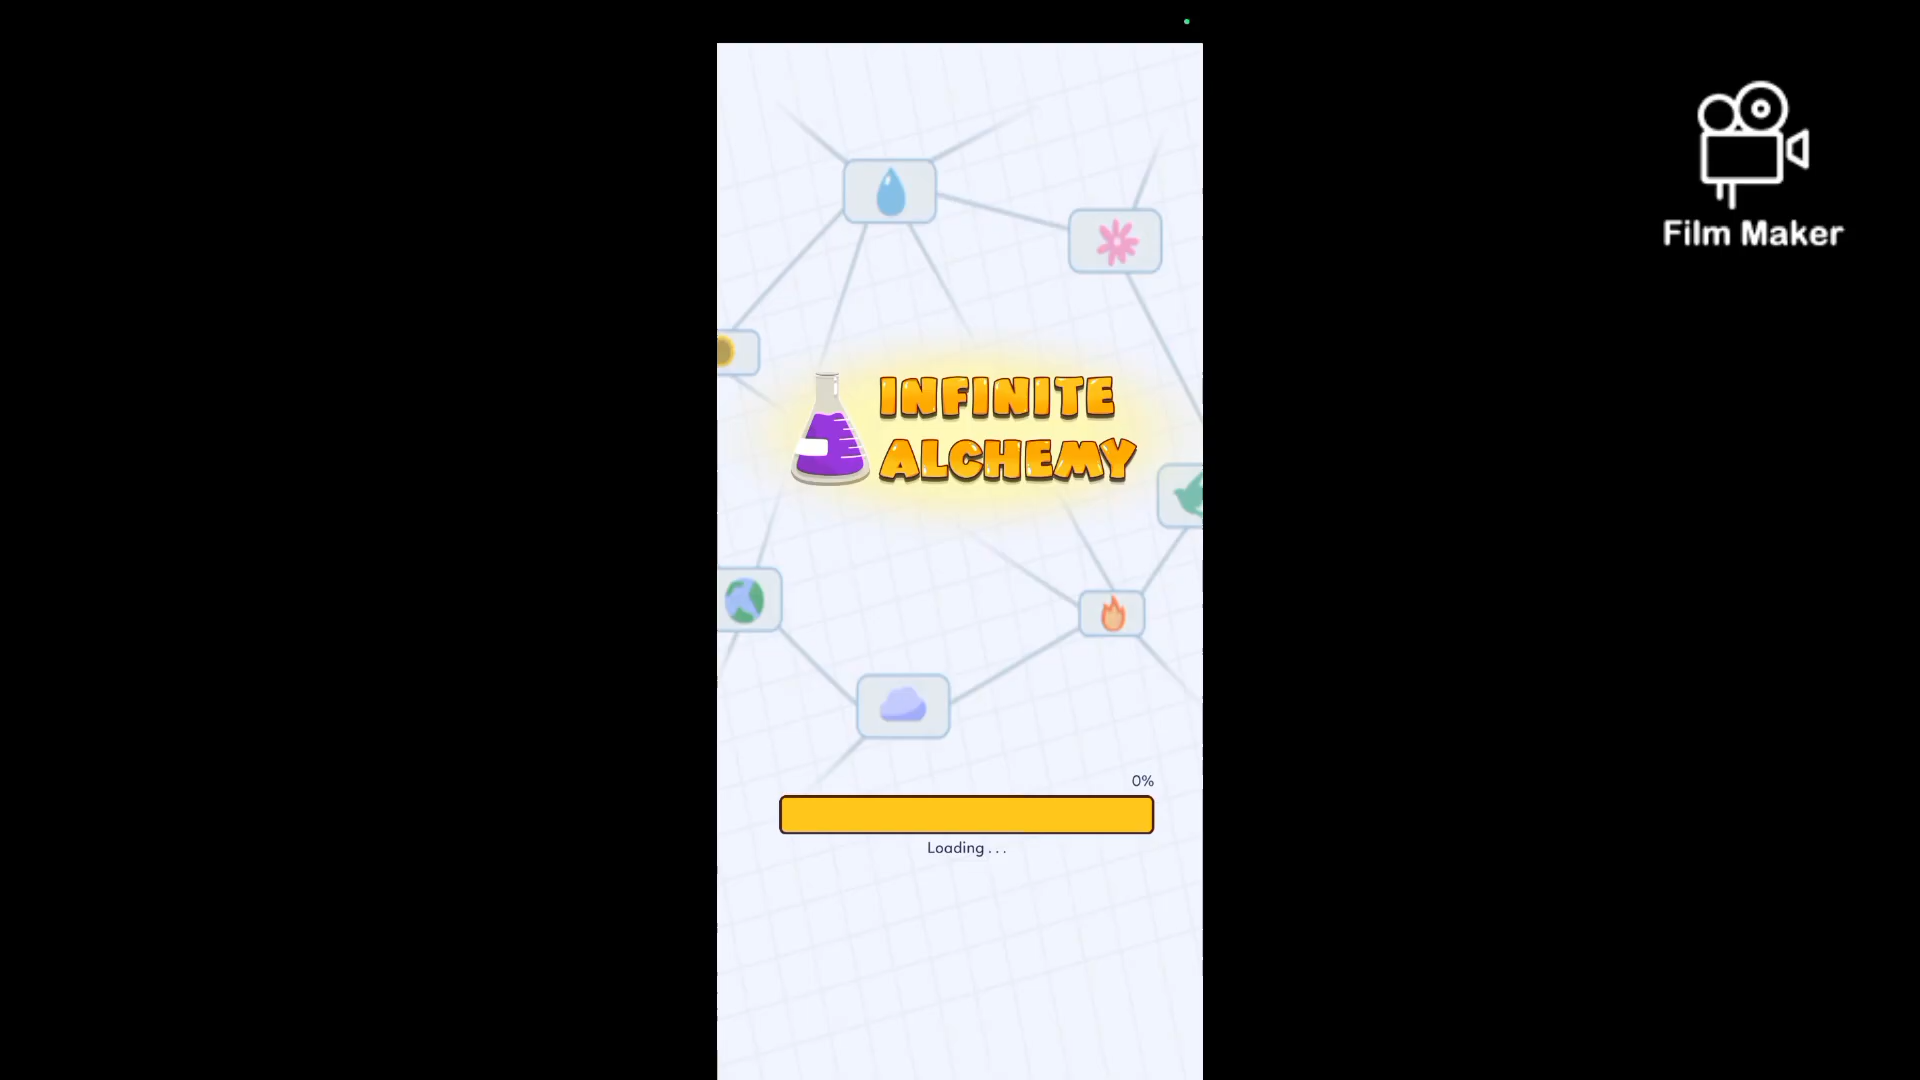 Film Maker
INFINITE
ALCHEMY
0%
Loading . . .